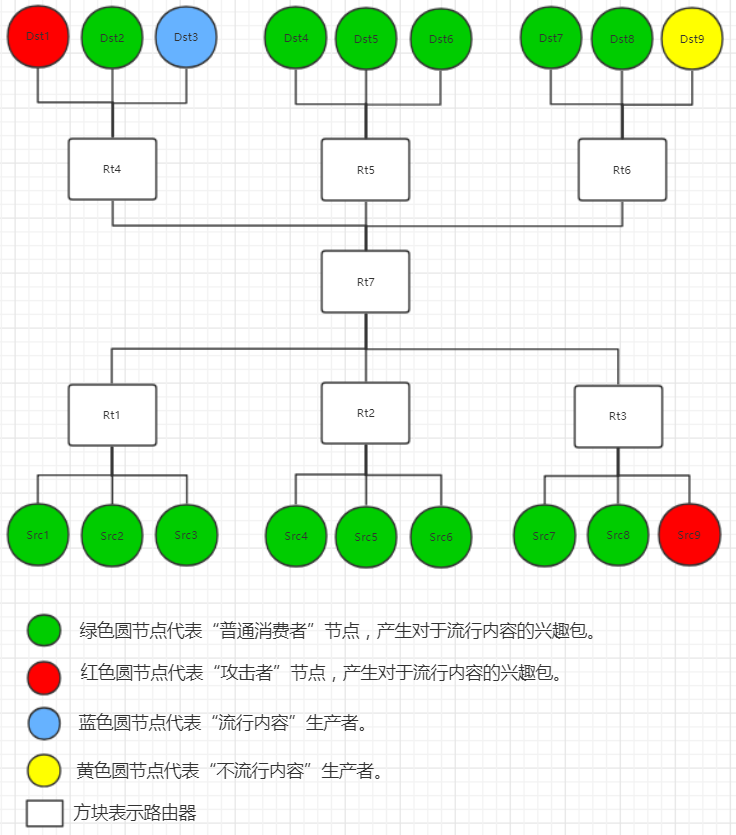 Dst1 Dst2 Dst3 Dst4 Dst5 Dst6 Dst7 Dst8 Dst9
Rt4 Rt5 Rt6
Rt7
Rt1 Rt2 Rt3
Src1 Src2 Src3 Src4 Src5 Src6 Src7 Src8 Src9
绿色圆节点代表“普通消费者”节点，产生对于流行内容的兴趣包。
红色圆节点代表“攻击者”节点，产生对于流行内容的兴趣包。
蓝色圆节点代表“流行内容”生产者。
黄色圆节点代表“不流行内容”生产者。
方块表示路由器